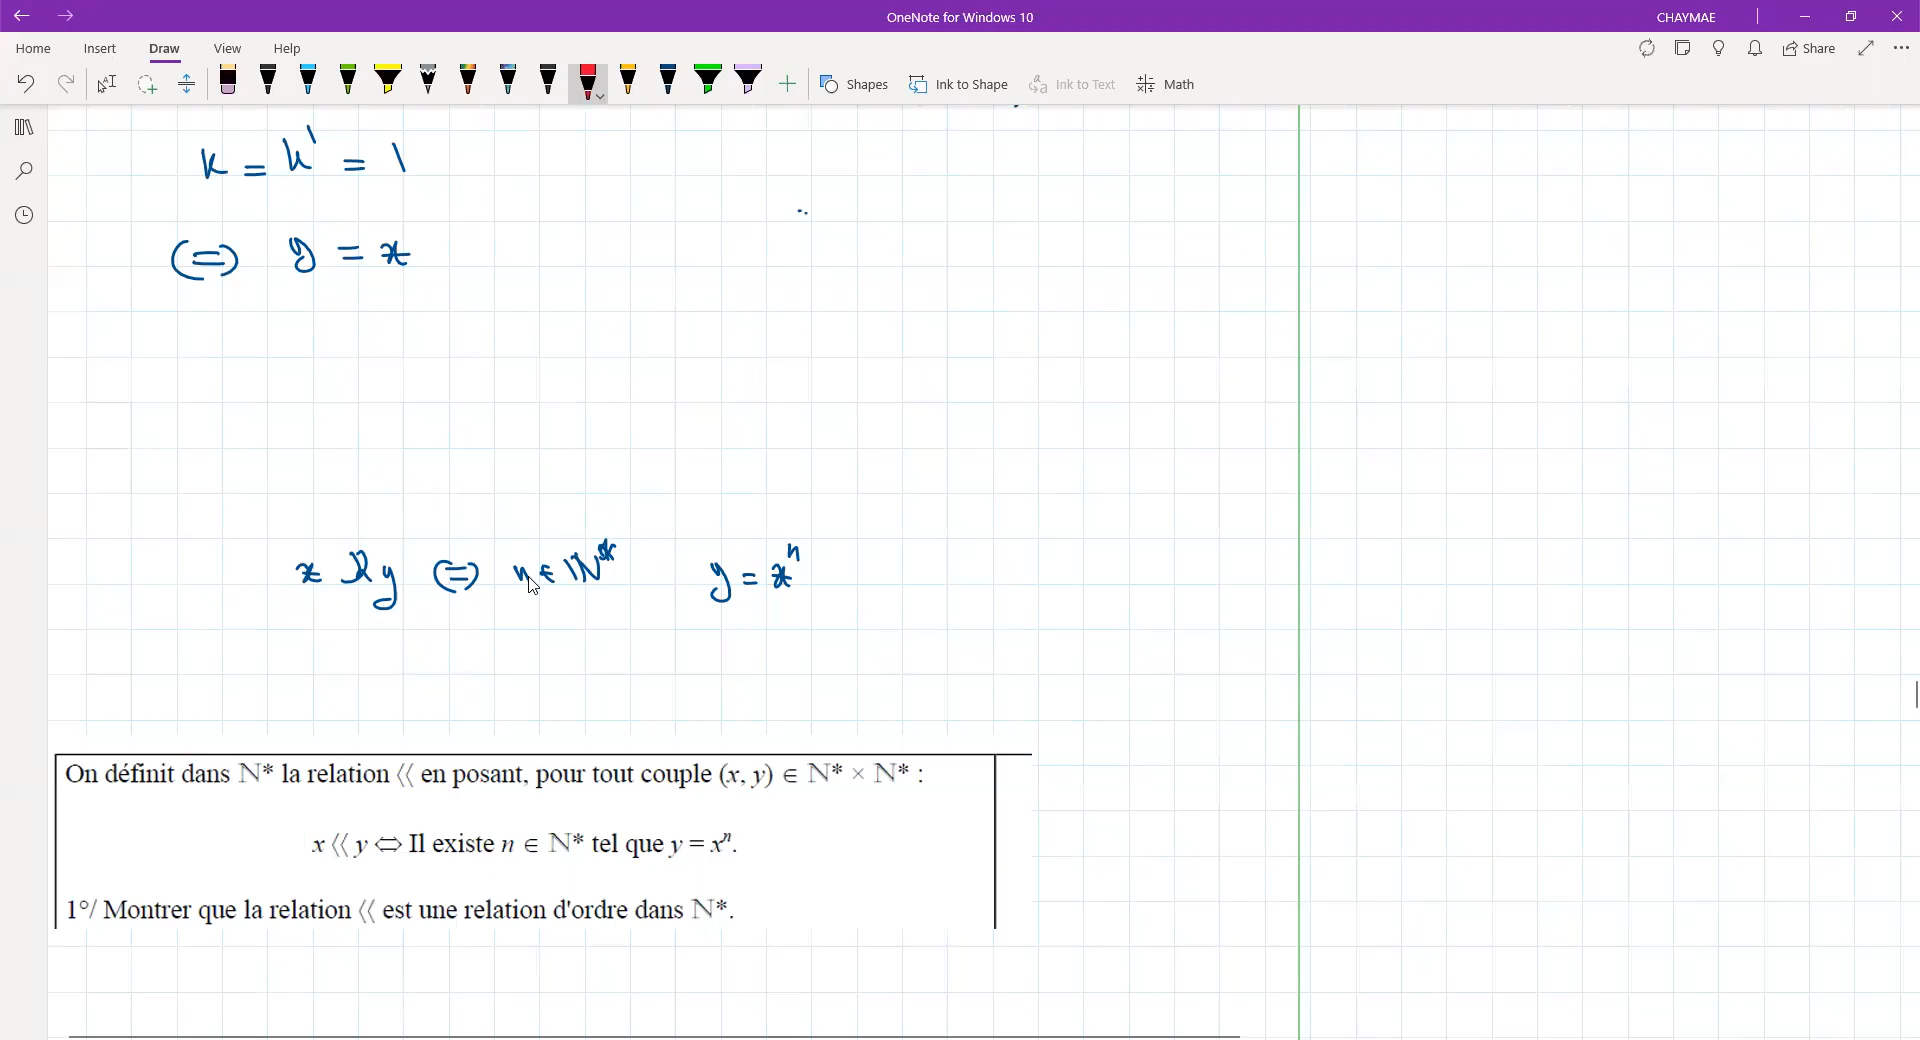 OneNote for Windows 10
CHAYMAE
Home Insert Draw View Help
Share
Shapes Ink to Shape Ink to Text Math
k = k' = 1
(=) y = x
x R y (=) n ∈ ℕ* y = xⁿ
On définit dans ℕ* la relation ⟨⟨ en posant, pour tout couple (x, y) ∈ ℕ* × ℕ* :
x ⟨⟨ y ⇔ Il existe n ∈ ℕ* tel que y = xⁿ.
1°/ Montrer que la relation ⟨⟨ est une relation d'ordre dans ℕ*.